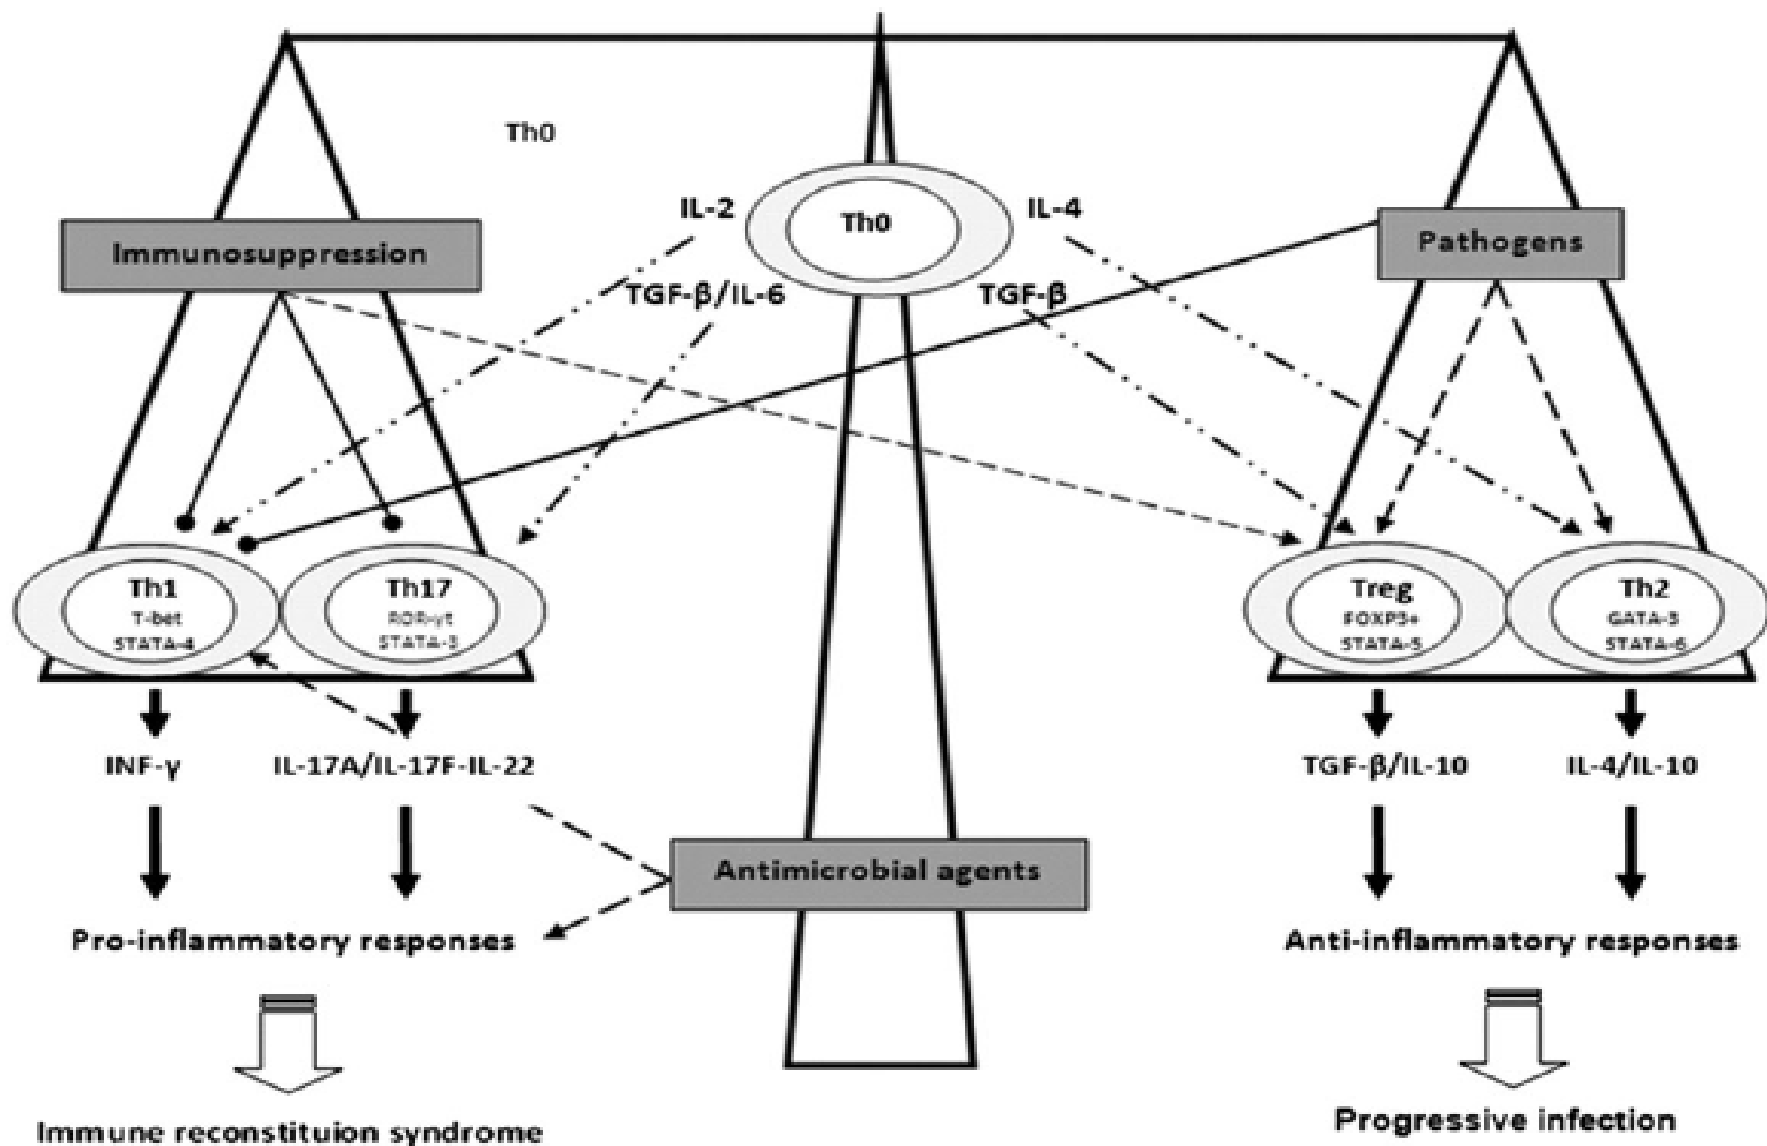 Th0
IL-2
Th0
IL-4
Immunosuppression
Pathogens
TGF-β/IL-6
TGF-β
Th1
T-bet
STATA-4
Th17
ROR-γt
STATA-3
Treg
FOXP3+
STATA-5
Th2
GATA-3
STATA-6
INF-γ
IL-17A/IL-17F-IL-22
TGF-β/IL-10
IL-4/IL-10
Antimicrobial agents
Pro-inflammatory responses
Anti-inflammatory responses
Immune reconstituion syndrome
Progressive infection